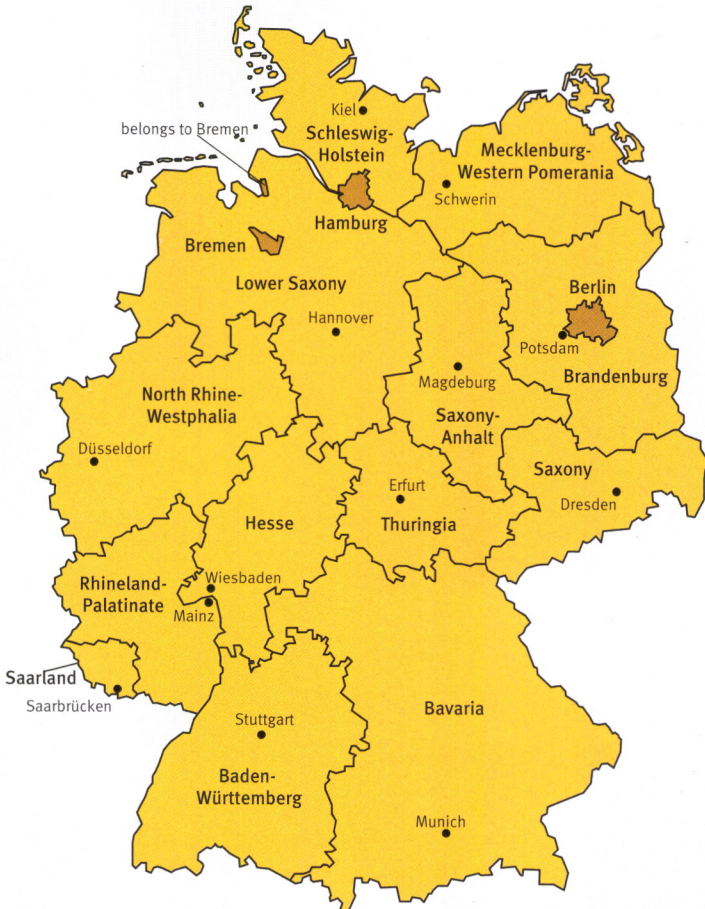 Kiel
belongs to Bremen
Schleswig-
Holstein
Mecklenburg-
Western Pomerania
Schwerin
Hamburg
Bremen
Lower Saxony
Berlin
Hannover
Potsdam
Brandenburg
Magdeburg
North Rhine-
Westphalia
Saxony-
Anhalt
Düsseldorf
Saxony
Erfurt
Dresden
Hesse
Thuringia
Rhineland-
Palatinate
Wiesbaden
Mainz
Saarland
Saarbrücken
Bavaria
Stuttgart
Baden-
Württemberg
Munich